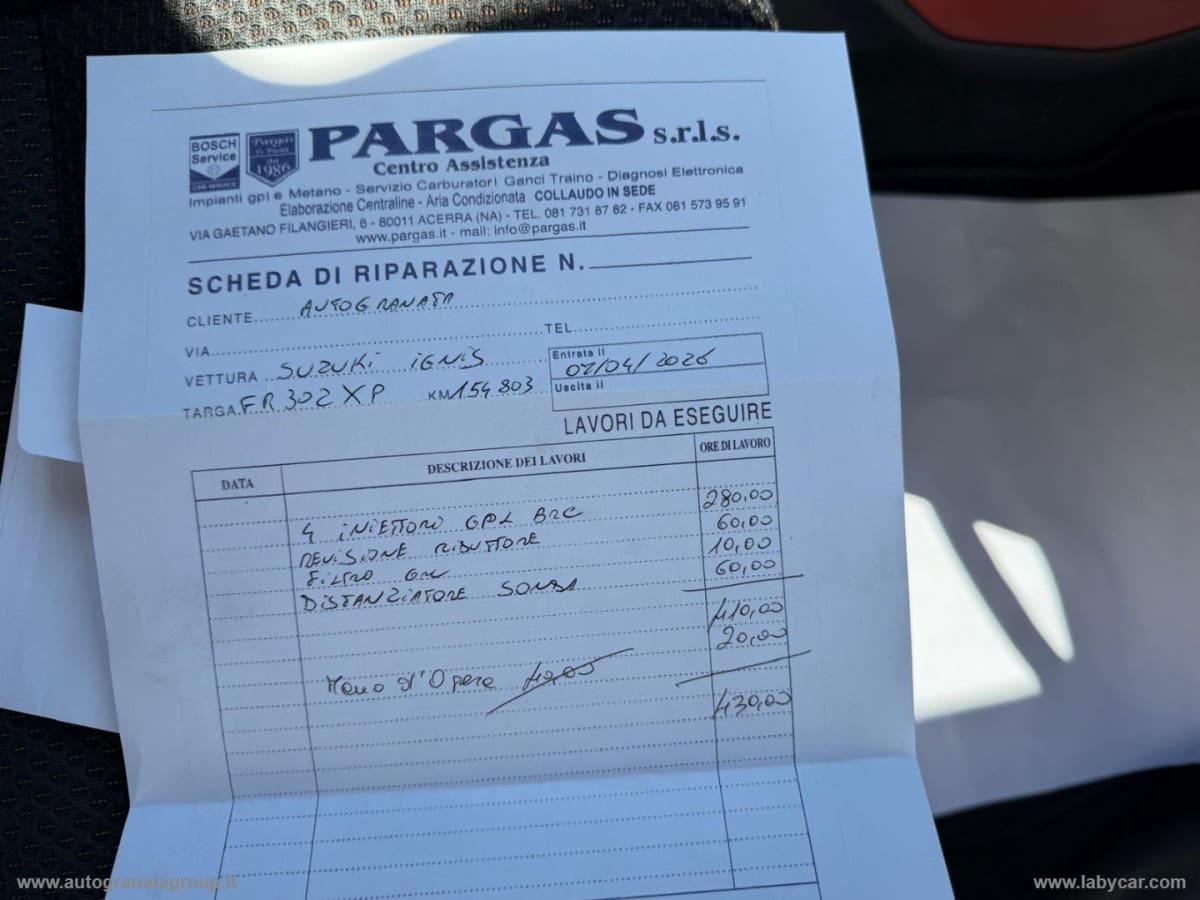 BOSCH
Service
CAR SERVICE
Pargas
dal
1986
PARGAS s.r.l.s.
Centro Assistenza
Impianti gpl e Metano - Servizio Carburatori Ganci Traino - Diagnosi Elettronica
Elaborazione Centraline - Aria Condizionata COLLAUDO IN SEDE
VIA GAETANO FILANGIERI, 6 - 80011 ACERRA (NA) - TEL. 081 731 87 82 - FAX 081 573 95 91
www.pargas.it - mail: info@pargas.it
SCHEDA DI RIPARAZIONE N.
CLIENTE AUTOGRANATA
VIA TEL
VETTURA SUZUKI IGNIS
Entrata il 07/04/2026
TARGA FR302XP KM 154803
Uscita il
LAVORI DA ESEGUIRE
DATA DESCRIZIONE DEI LAVORI ORE DI LAVORO
4 INIETTORO GPL BRC 280,00
REVISIONE RIDUTTORE 60,00
FILTRO 10,00
DISTANZIATORE SONDA 60,00
410,00
20,00
Mano d'Opera
430,00
www.autogranatagroup.it
www.labycar.com